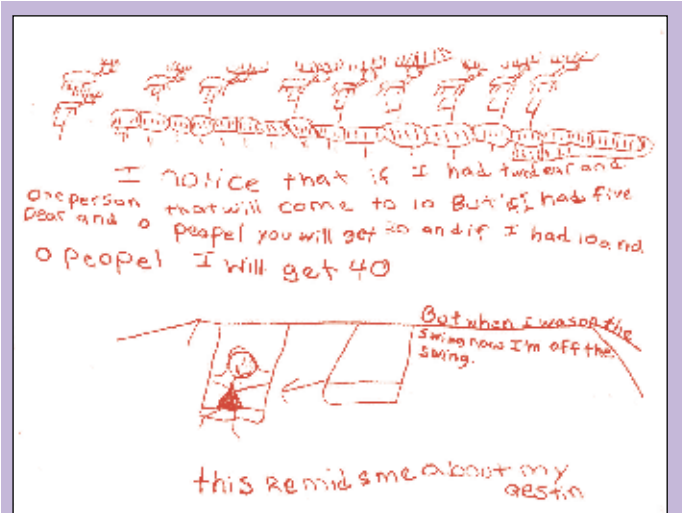 I notice that if I had two dear and
one person that will come to 10 But if I had five
Dear and 0 peapel you will get 20 and if I had 10 and
0 peopel I will get 40
But when i was on the
swing now I'm off the
swing.
this Remids me about my
qestin